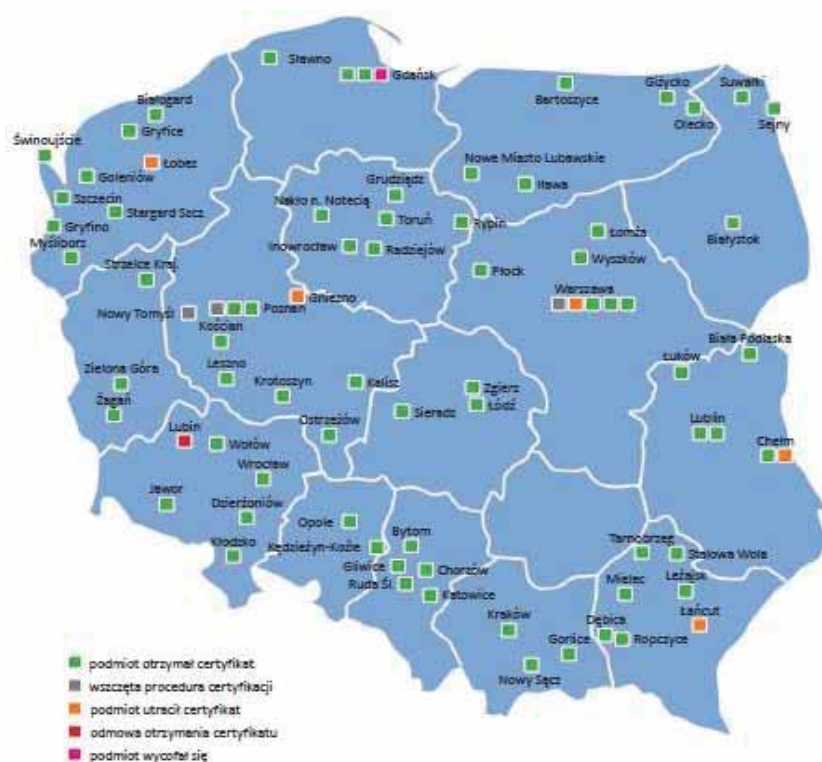 Sławno
Gdańsk
Bartoszyce
Giżycko
Suwałki
Olecko
Sejny
Białogard
Gryfice
Świnoujście
Łobez
Goleniów
Szczecin
Stargard Szcz.
Gryfino
Myślibórz
Nowe Miasto Lubawskie
Iława
Grudziądz
Nakło n. Notecią
Toruń
Rypin
Inowrocław
Radziejów
Łomża
Białystok
Wyszków
Płock
Warszawa
Strzelce Kraj.
Gniezno
Nowy Tomyśl
Poznań
Kościan
Leszno
Krotoszyn
Kalisz
Zielona Góra
Żagań
Zgierz
Łódź
Sieradz
Ostrzeżów
Biała Podlaska
Łuków
Lublin
Chełm
Lubin
Wołów
Wrocław
Jawor
Dzierżoniów
Kłodzko
Opole
Kędzieżyn-Koźle
Bytom
Gliwice
Chorzów
Ruda Śl.
Katowice
Tarnobrzeg
Stalowa Wola
Mielec
Leżajsk
Łańcut
Kraków
Dębica
Ropczyce
Gorlice
Nowy Sącz
podmiot otrzymał certyfikat
wszczęta procedura certyfikacji
podmiot utracił certyfikat
odmowa otrzymania certyfikatu
podmiot wycofał się